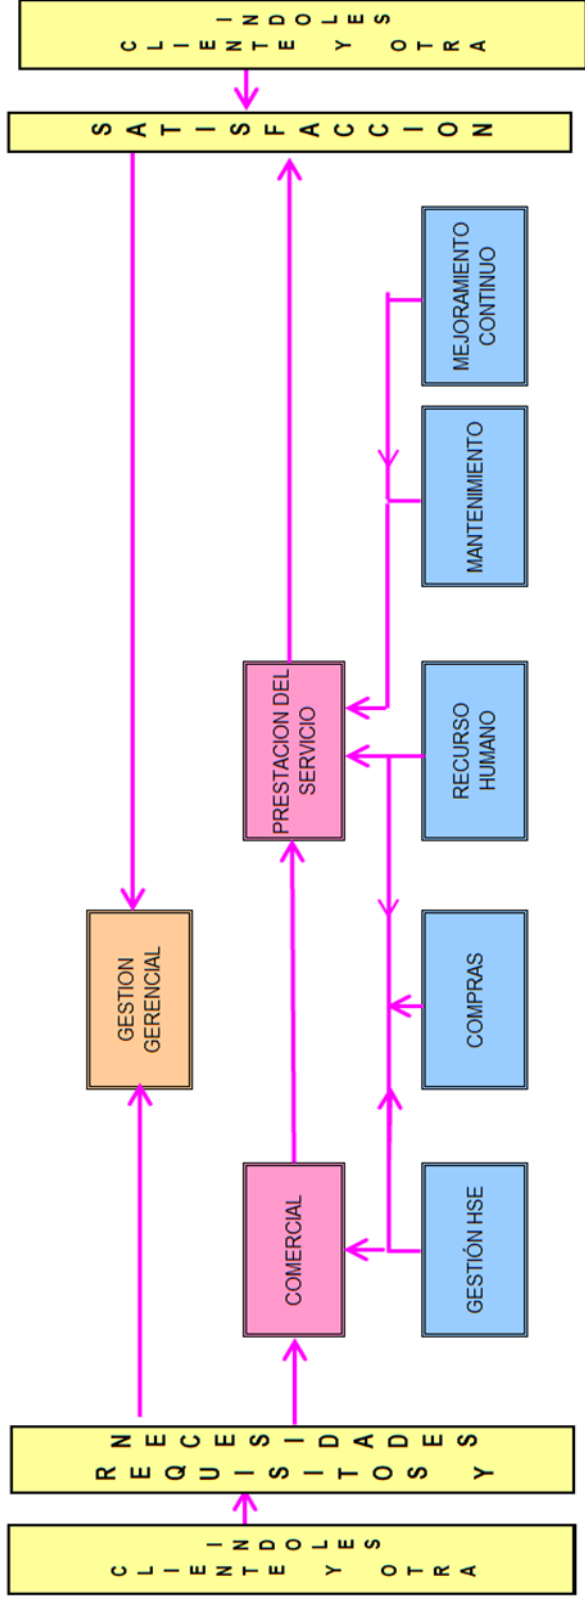 CLIENTE Y OTRA
INDOLES
REQUISITOS Y
NECESIDADES
GESTION
GERENCIAL
COMERCIAL
PRESTACION DEL
SERVICIO
GESTIÓN HSE
COMPRAS
RECURSO
HUMANO
MANTENIMIENTO
MEJORAMIENTO
CONTINUO
SATISFACCION
CLIENTE Y OTRA
INDOLES